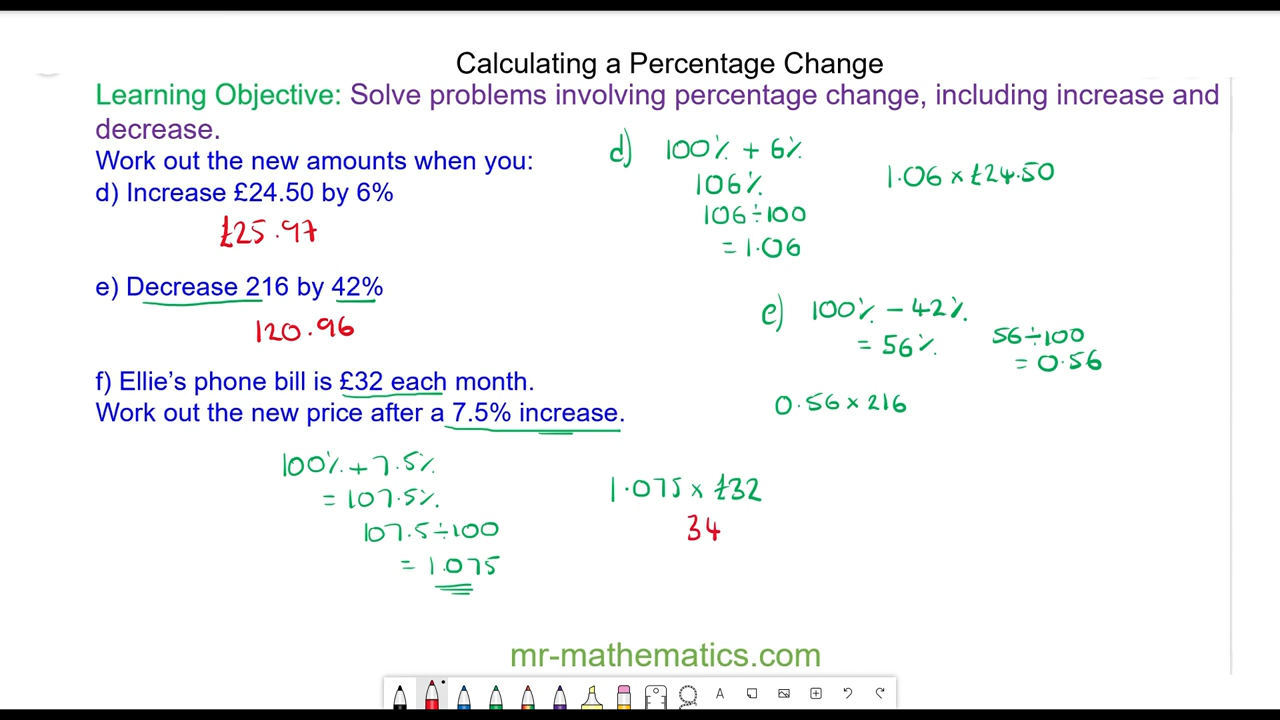 Calculating a Percentage Change
Learning Objective: Solve problems involving percentage change, including increase and
decrease.
Work out the new amounts when you:
d) Increase £24.50 by 6%
£25.97
d) 100% + 6%
106%
106÷100
= 1.06
1.06 × £24.50
e) Decrease 216 by 42%
120.96
e) 100% - 42%
= 56%
56÷100
= 0.56
0.56 × 216
f) Ellie's phone bill is £32 each month.
Work out the new price after a 7.5% increase.
100% + 7.5%
= 107.5%
107.5÷100
= 1.075
1.075 × £32
34
mr-mathematics.com
A